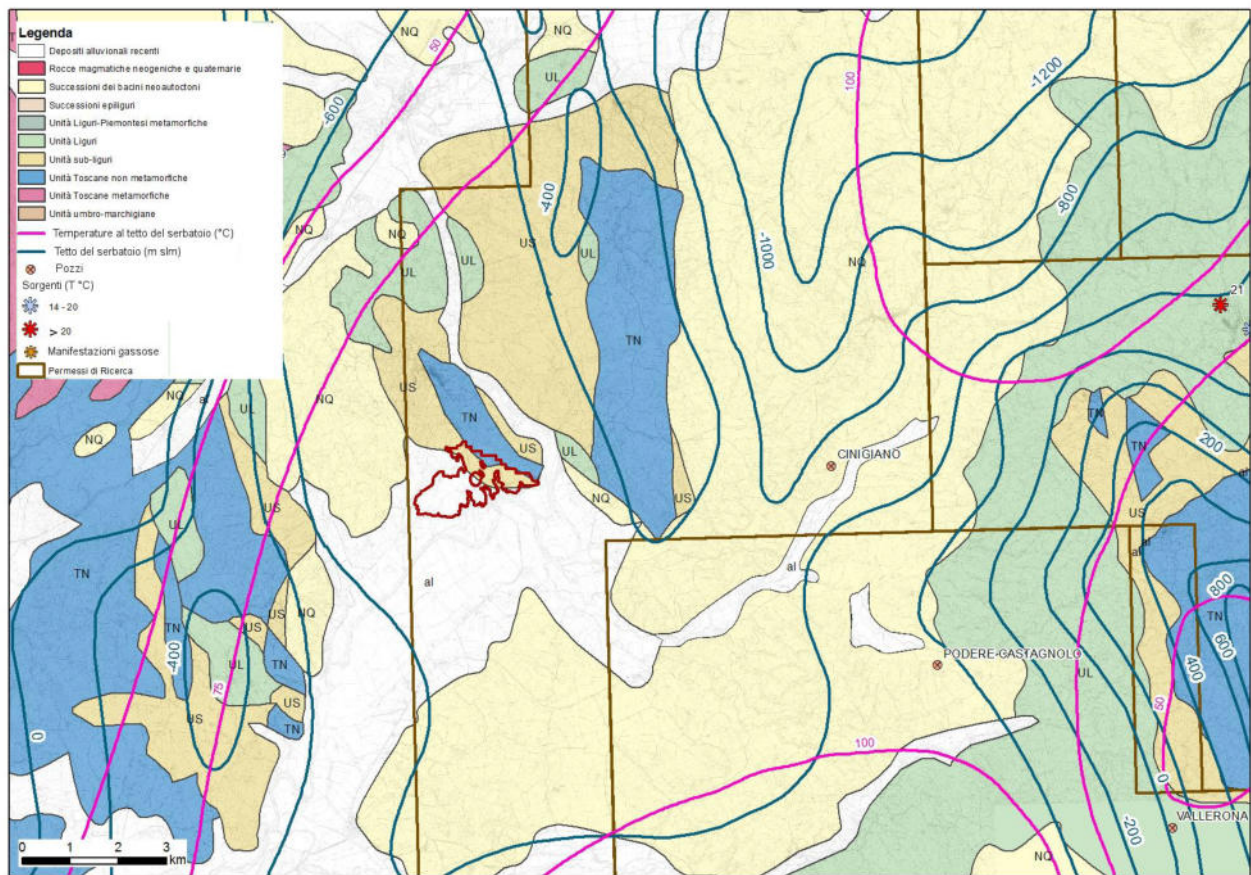 Legenda
Depositi alluvionali recenti
Rocce magmatiche neogeniche e quaternarie
Successioni dei bacini neoautoctoni
Successioni epiliguri
Unità Liguri-Piemontesi metamorfiche
Unità Liguri
Unità sub-liguri
Unità Toscane non metamorfiche
Unità Toscane metamorfiche
Unità umbro-marchigiane
Temperature al tetto del serbatoio (°C)
Tetto del serbatoio (m slm)
Pozzi
Sorgenti (T °C)
14 - 20
> 20
Manifestazioni gassose
Permessi di Ricerca
NQ
50
NQ
UL
100
-1200
-600
-400
-800
US
NQ
UL
UL
-1000
NQ
UL
21
TN
NQ
al
UL
NQ
US
TN
US
UL
TN
TN
200
CINIGIANO
US
NQ
US
US
UL
al
TN
al
al
800
TN
NQ
US
TN
US
-400
UL
TN
75
US
US
TN
0
PODERE CASTAGNOLO
UL
600
400
50
100
0
-200
VALLERONA
NQ
0 1 2 3
km